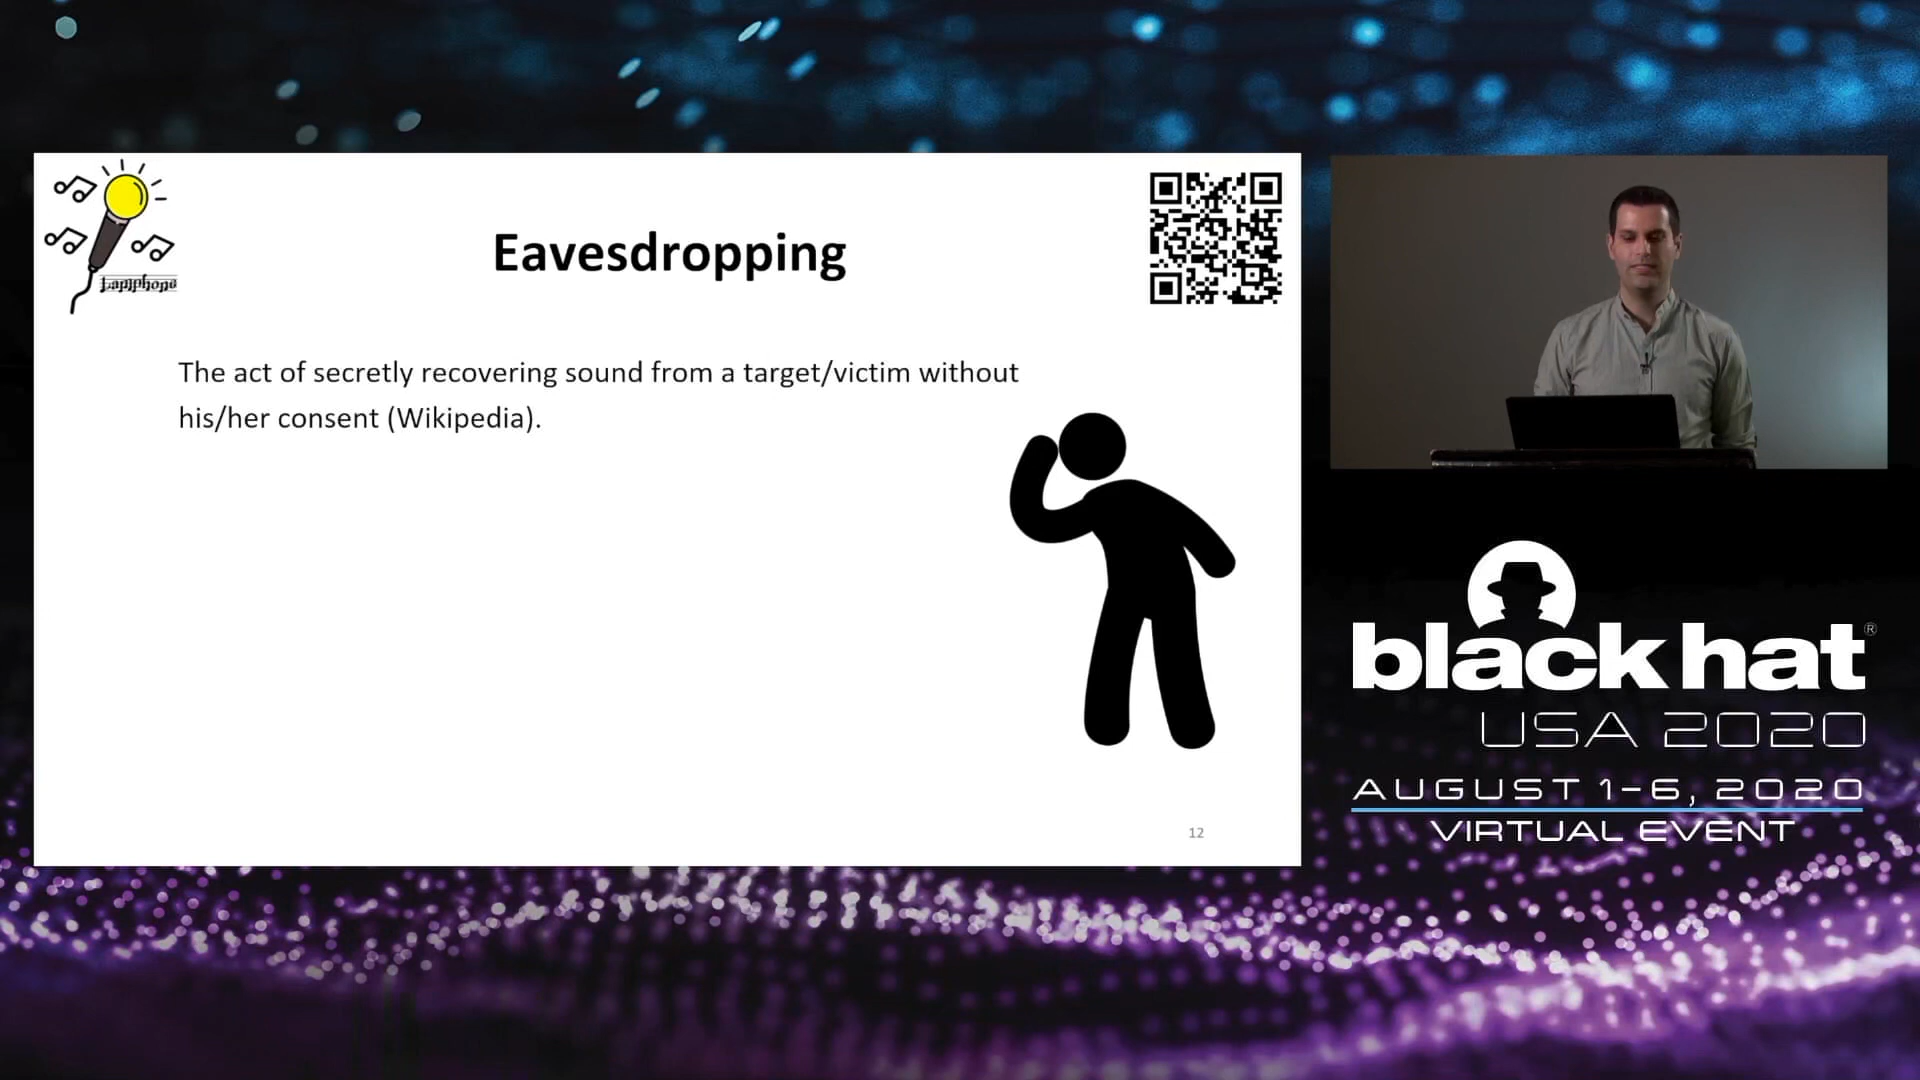 Lamphone
Eavesdropping
The act of secretly recovering sound from a target/victim without
his/her consent (Wikipedia).
12
black hat®
USA 2020
AUGUST 1-6, 2020
VIRTUAL EVENT